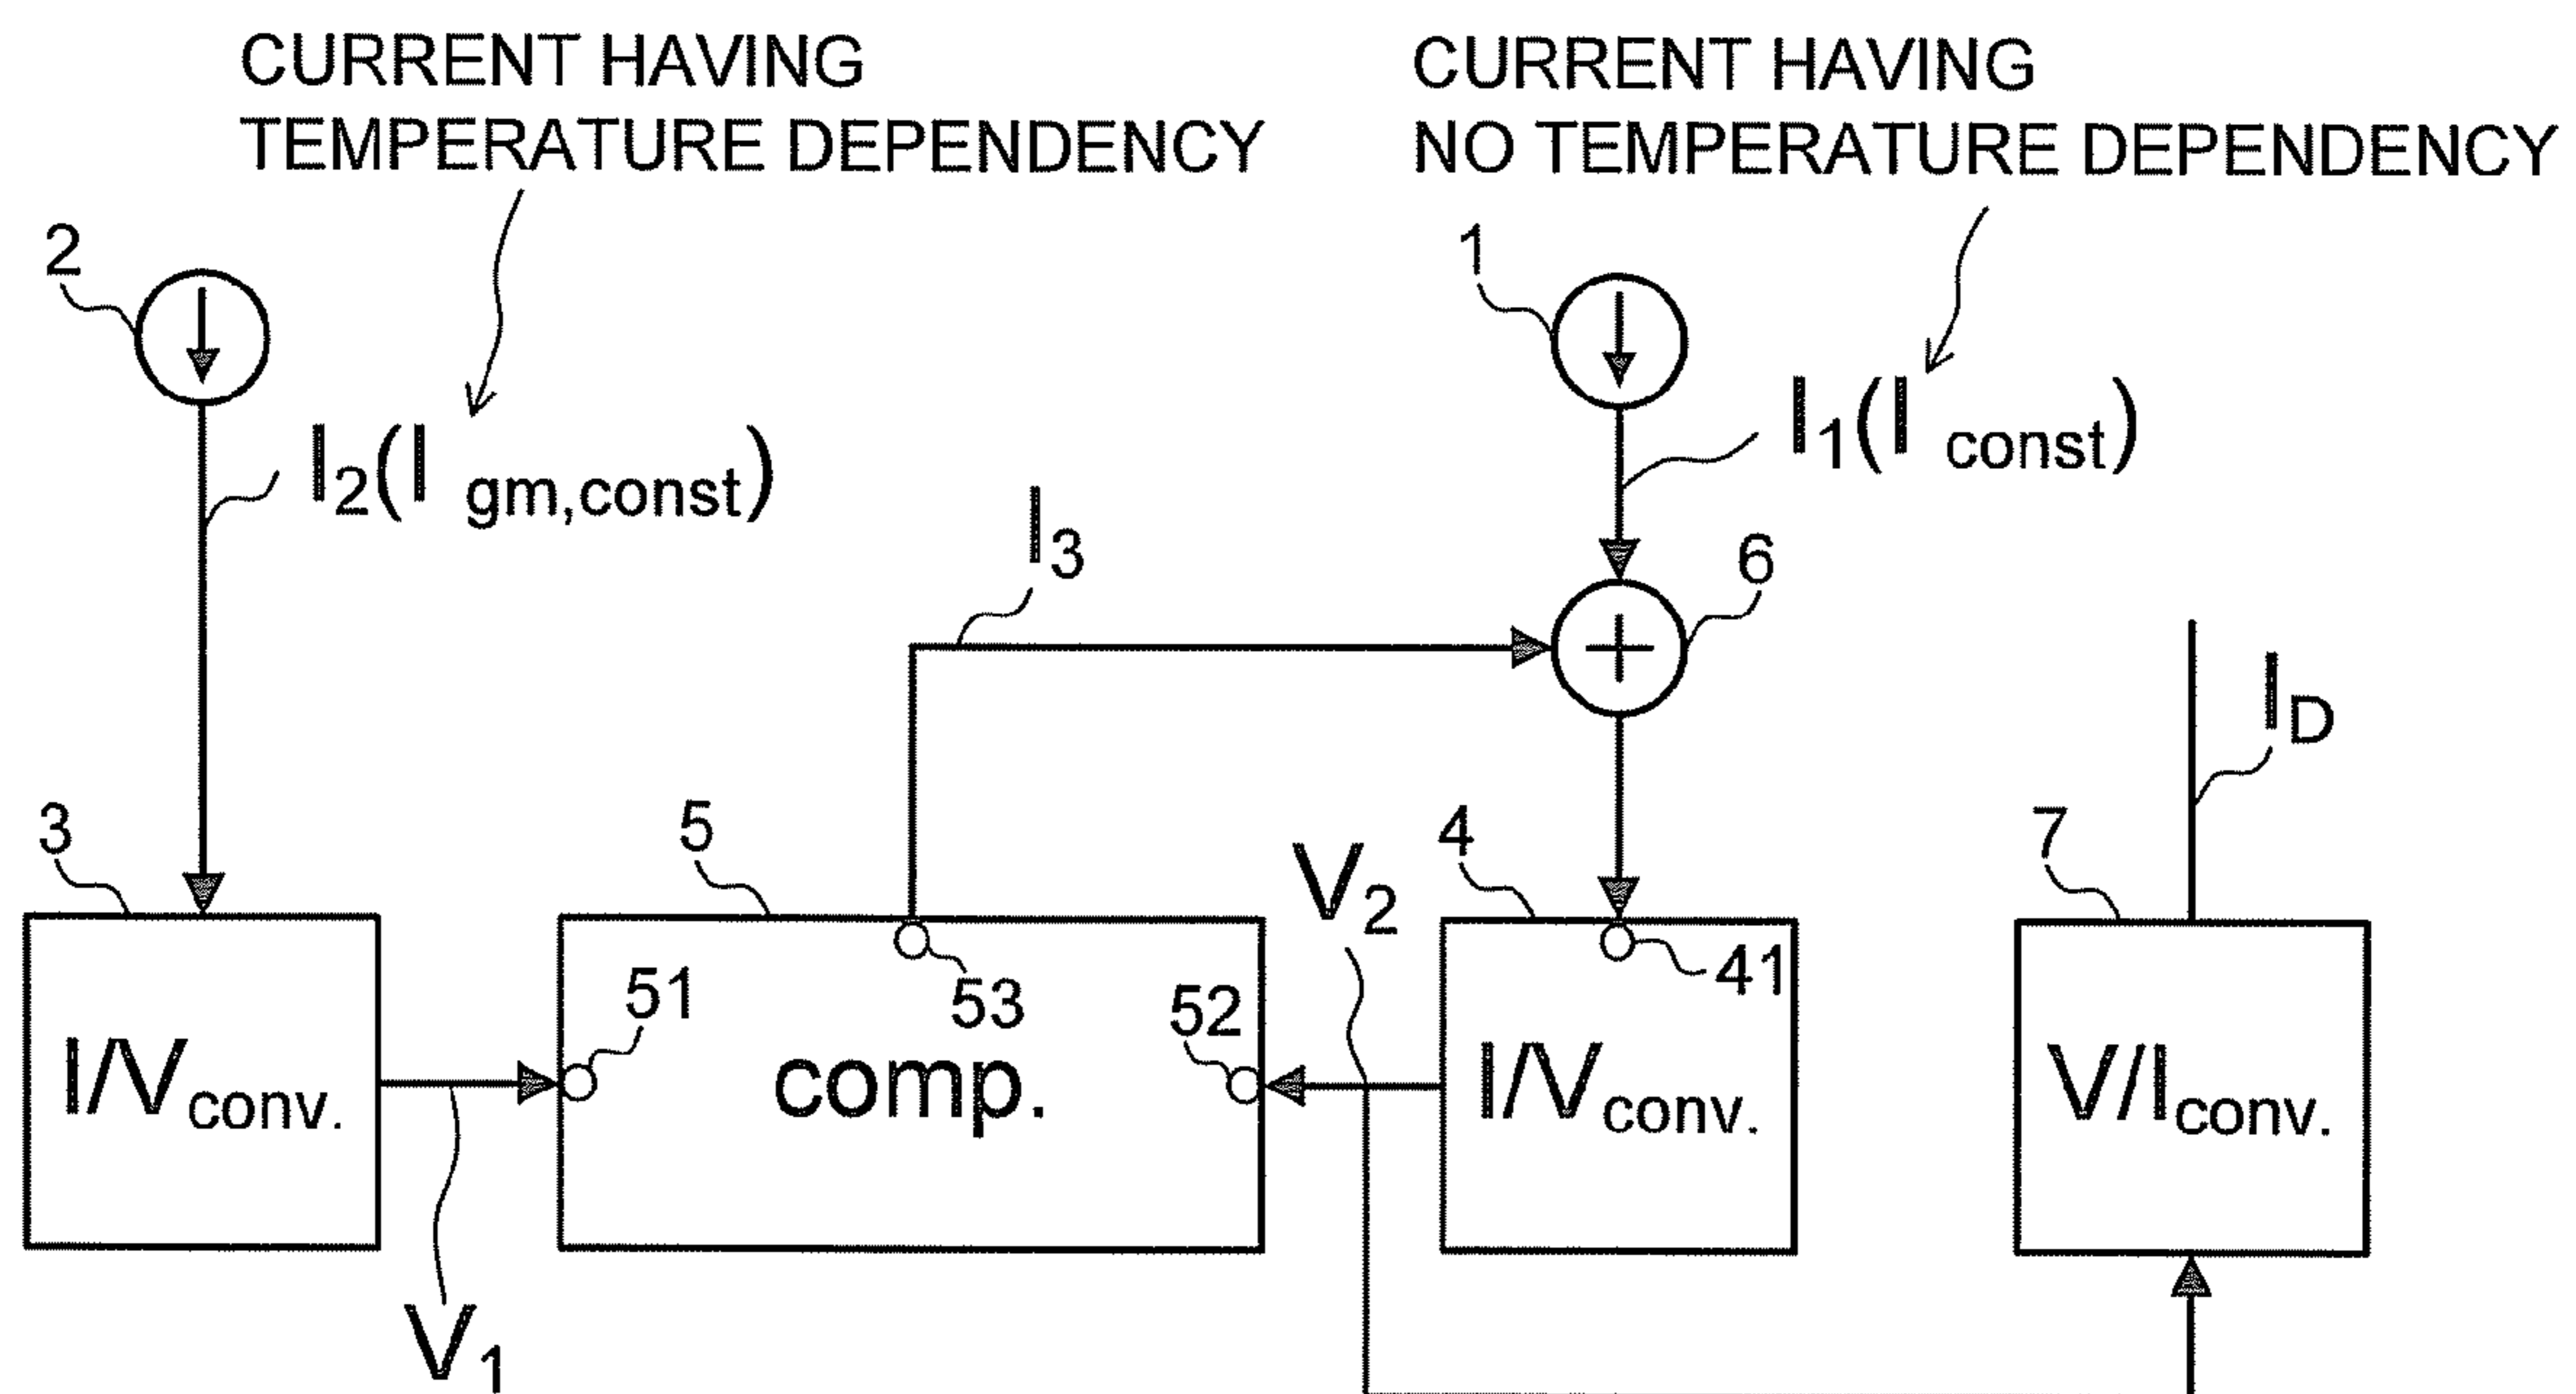 CURRENT HAVING
TEMPERATURE DEPENDENCY
CURRENT HAVING
NO TEMPERATURE DEPENDENCY
2
1
I2(I gm,const)
I1(I const)
I3
6
ID
3
5
V2
4
7
51
53
52
41
I/Vconv.
comp.
I/Vconv.
V/Iconv.
V1